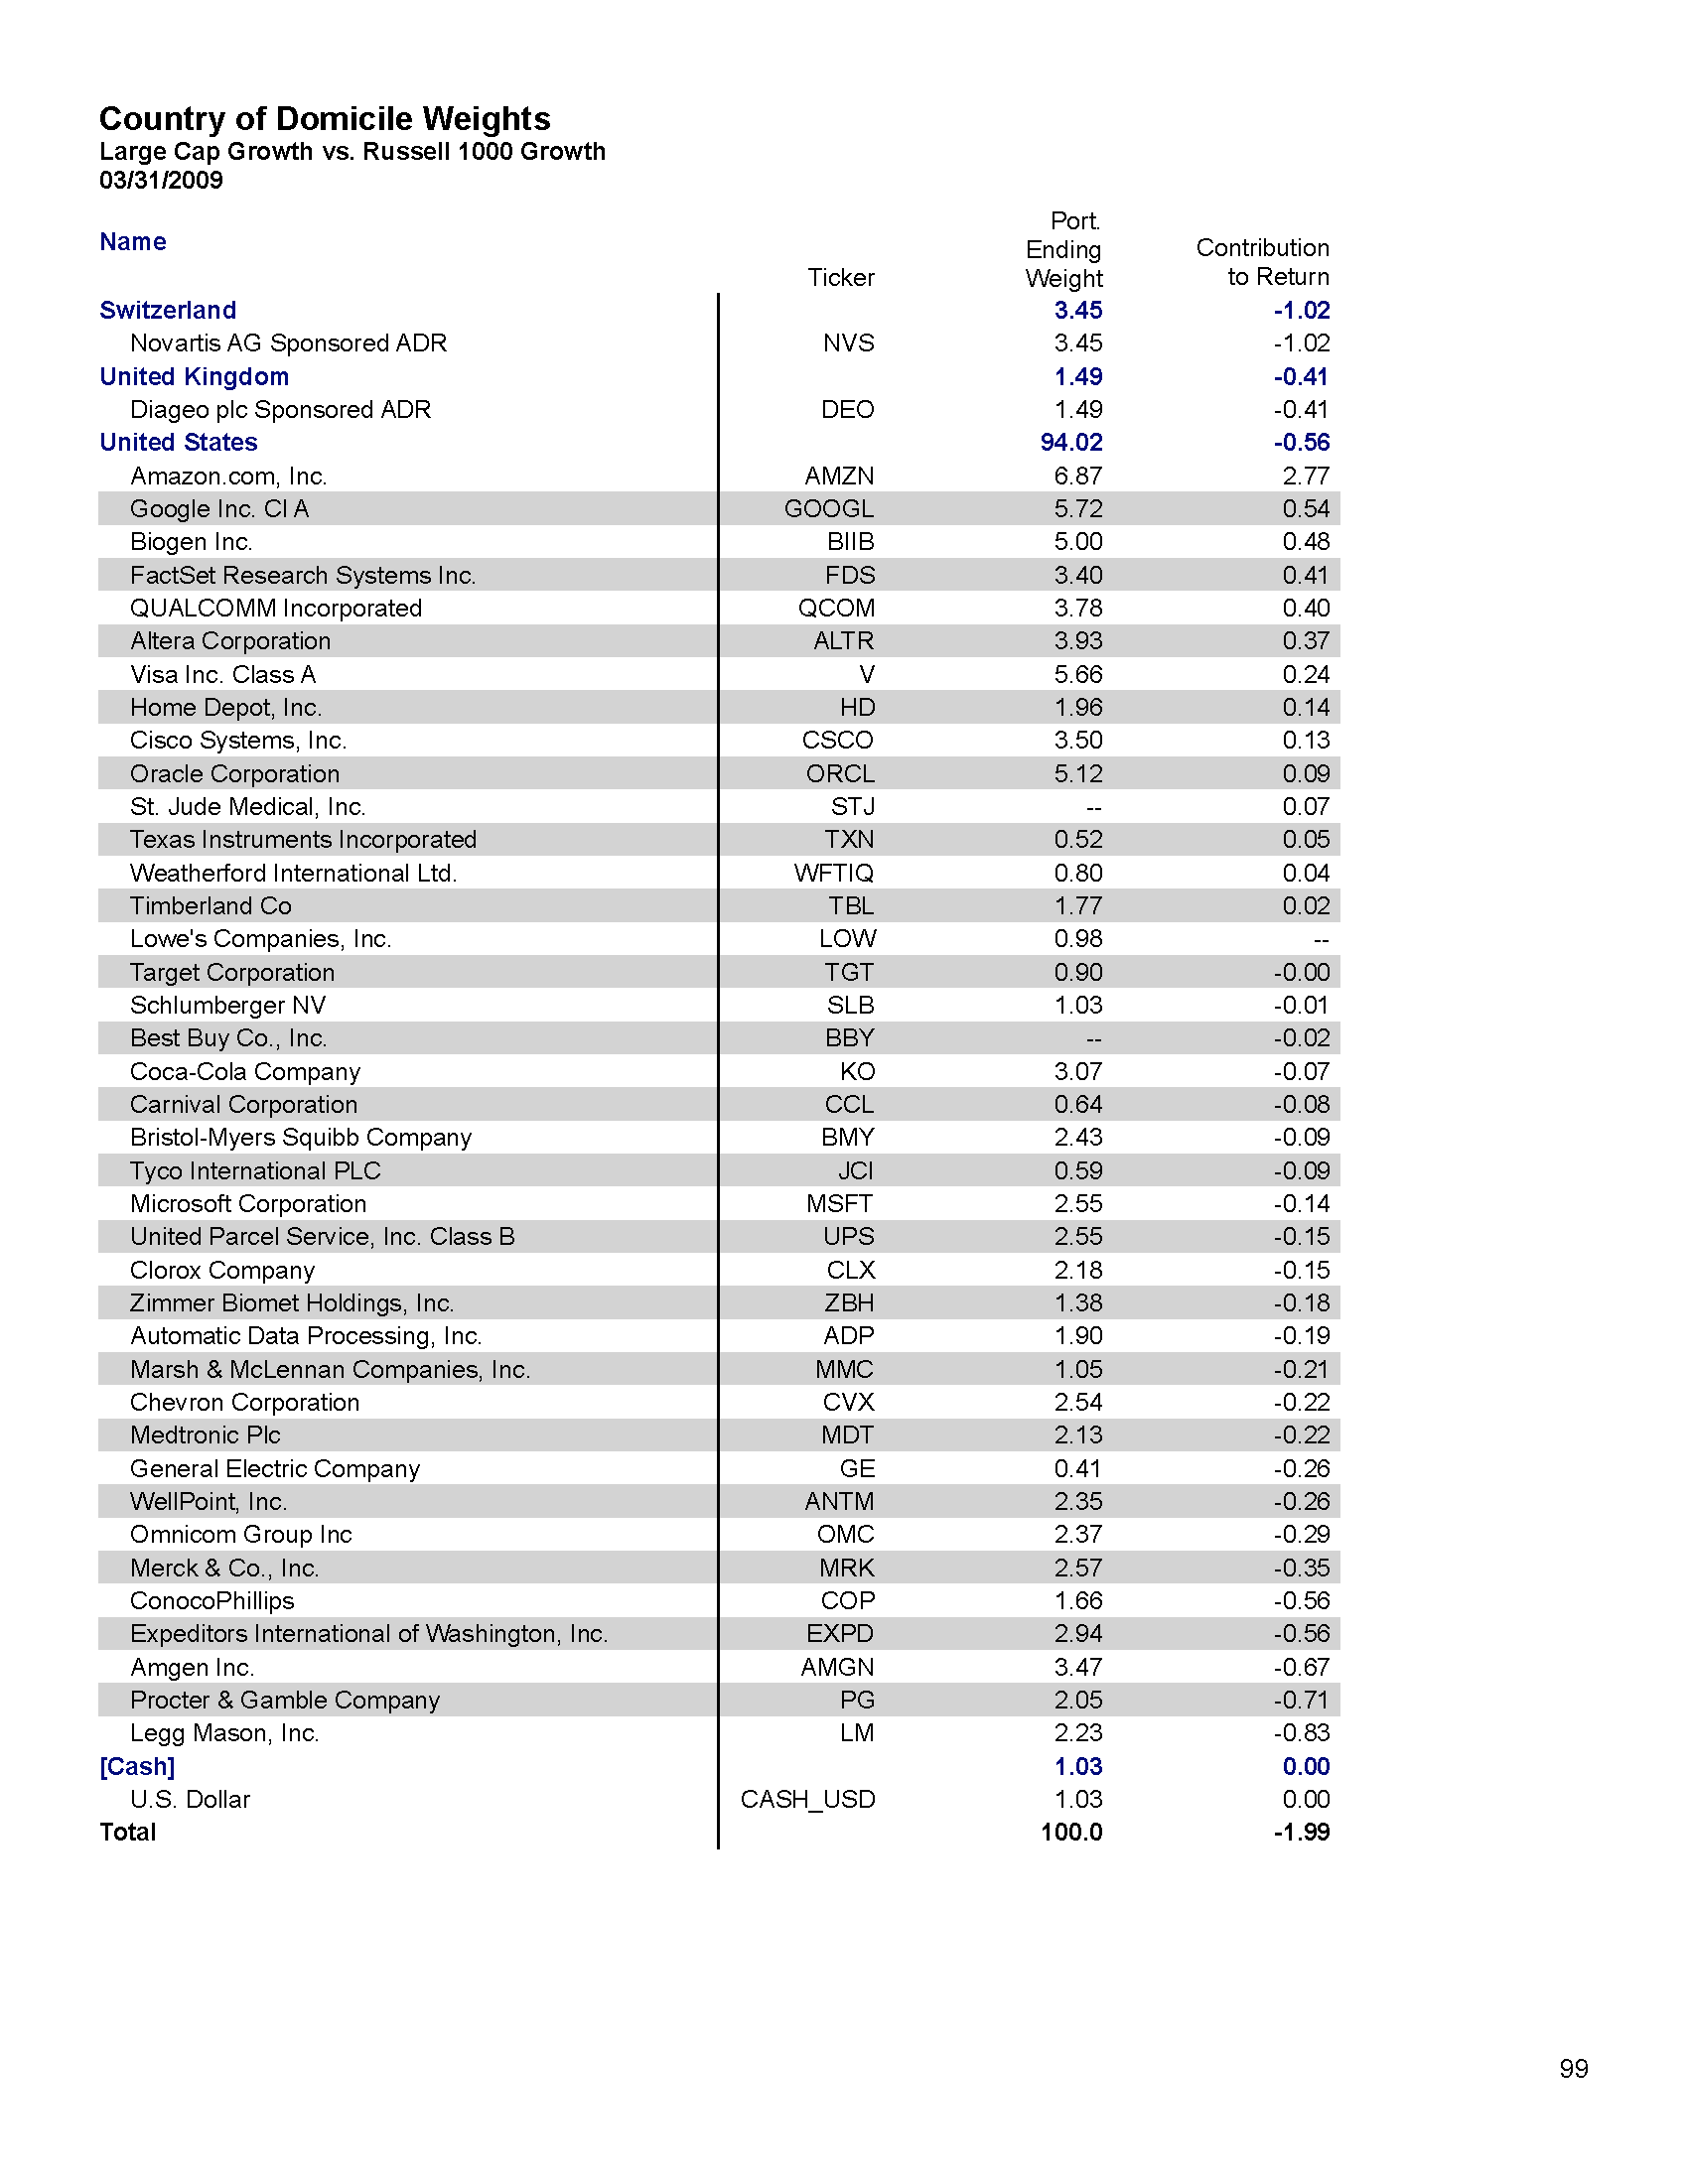 Country of Domicile Weights
Large Cap Growth vs. Russell 1000 Growth
03/31/2009
Name Ticker Port. Ending Weight Contribution to Return
Switzerland 3.45 -1.02
Novartis AG Sponsored ADR NVS 3.45 -1.02
United Kingdom 1.49 -0.41
Diageo plc Sponsored ADR DEO 1.49 -0.41
United States 94.02 -0.56
Amazon.com, Inc. AMZN 6.87 2.77
Google Inc. Cl A GOOGL 5.72 0.54
Biogen Inc. BIIB 5.00 0.48
FactSet Research Systems Inc. FDS 3.40 0.41
QUALCOMM Incorporated QCOM 3.78 0.40
Altera Corporation ALTR 3.93 0.37
Visa Inc. Class A V 5.66 0.24
Home Depot, Inc. HD 1.96 0.14
Cisco Systems, Inc. CSCO 3.50 0.13
Oracle Corporation ORCL 5.12 0.09
St. Jude Medical, Inc. STJ -- 0.07
Texas Instruments Incorporated TXN 0.52 0.05
Weatherford International Ltd. WFTIQ 0.80 0.04
Timberland Co TBL 1.77 0.02
Lowe's Companies, Inc. LOW 0.98 --
Target Corporation TGT 0.90 -0.00
Schlumberger NV SLB 1.03 -0.01
Best Buy Co., Inc. BBY -- -0.02
Coca-Cola Company KO 3.07 -0.07
Carnival Corporation CCL 0.64 -0.08
Bristol-Myers Squibb Company BMY 2.43 -0.09
Tyco International PLC JCI 0.59 -0.09
Microsoft Corporation MSFT 2.55 -0.14
United Parcel Service, Inc. Class B UPS 2.55 -0.15
Clorox Company CLX 2.18 -0.15
Zimmer Biomet Holdings, Inc. ZBH 1.38 -0.18
Automatic Data Processing, Inc. ADP 1.90 -0.19
Marsh & McLennan Companies, Inc. MMC 1.05 -0.21
Chevron Corporation CVX 2.54 -0.22
Medtronic Plc MDT 2.13 -0.22
General Electric Company GE 0.41 -0.26
WellPoint, Inc. ANTM 2.35 -0.26
Omnicom Group Inc OMC 2.37 -0.29
Merck & Co., Inc. MRK 2.57 -0.35
ConocoPhillips COP 1.66 -0.56
Expeditors International of Washington, Inc. EXPD 2.94 -0.56
Amgen Inc. AMGN 3.47 -0.67
Procter & Gamble Company PG 2.05 -0.71
Legg Mason, Inc. LM 2.23 -0.83
[Cash] 1.03 0.00
U.S. Dollar CASH_USD 1.03 0.00
Total 100.0 -1.99
99